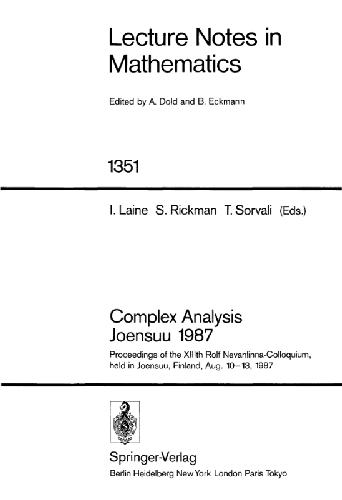 Lecture Notes in
Mathematics
Edited by A. Dold and B. Eckmann
1351
I. Laine S. Rickman T. Sorvali (Eds.)
Complex Analysis
Joensuu 1987
Proceedings of the XIIIth Rolf Nevanlinna-Colloquium,
held in Joensuu, Finland, Aug. 10–13, 1987
Springer-Verlag
Berlin Heidelberg New York London Paris Tokyo